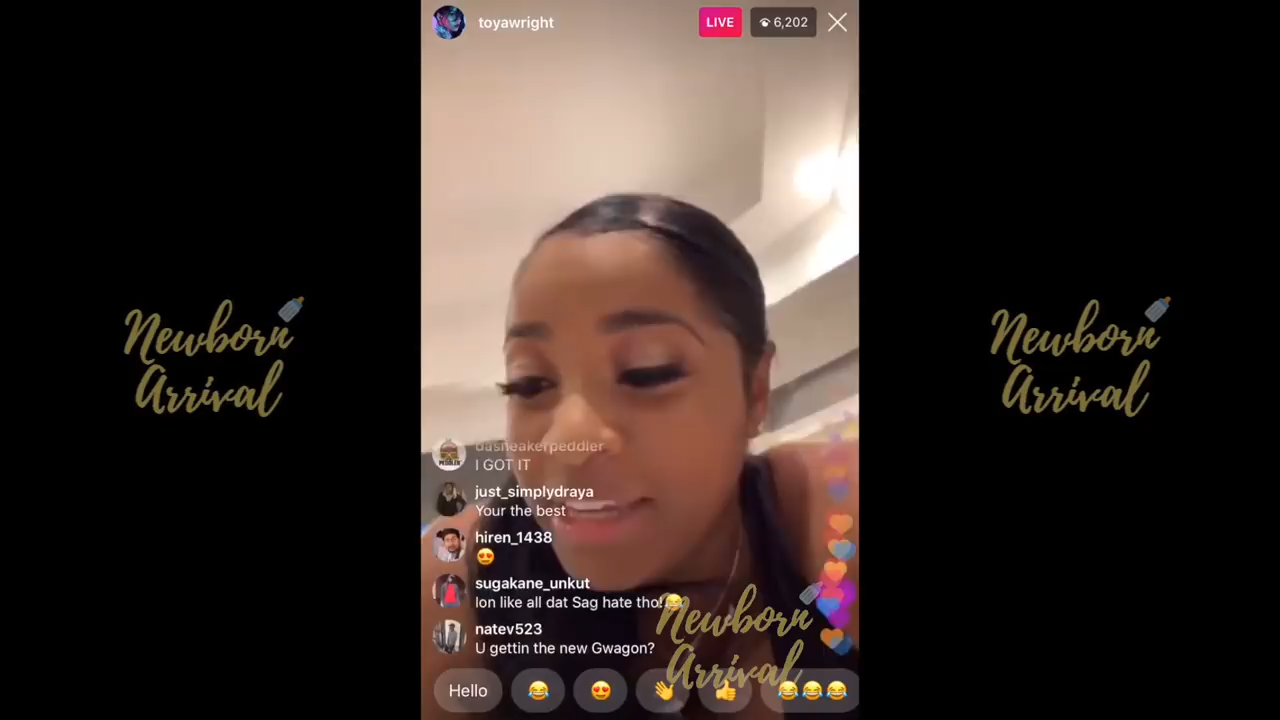 toyawright
LIVE
6,202
Newborn
Arrival
Newborn
Arrival
dasneakerpeddler
I GOT IT
just_simplydraya
Your the best
hiren_1438
😍
sugakane_unkut
Ion like all dat Sag hate tho!😂
natev523
U gettin the new Gwagon?
Newborn
Arrival
Hello
😂
😍
👋
👍
😂😂😂